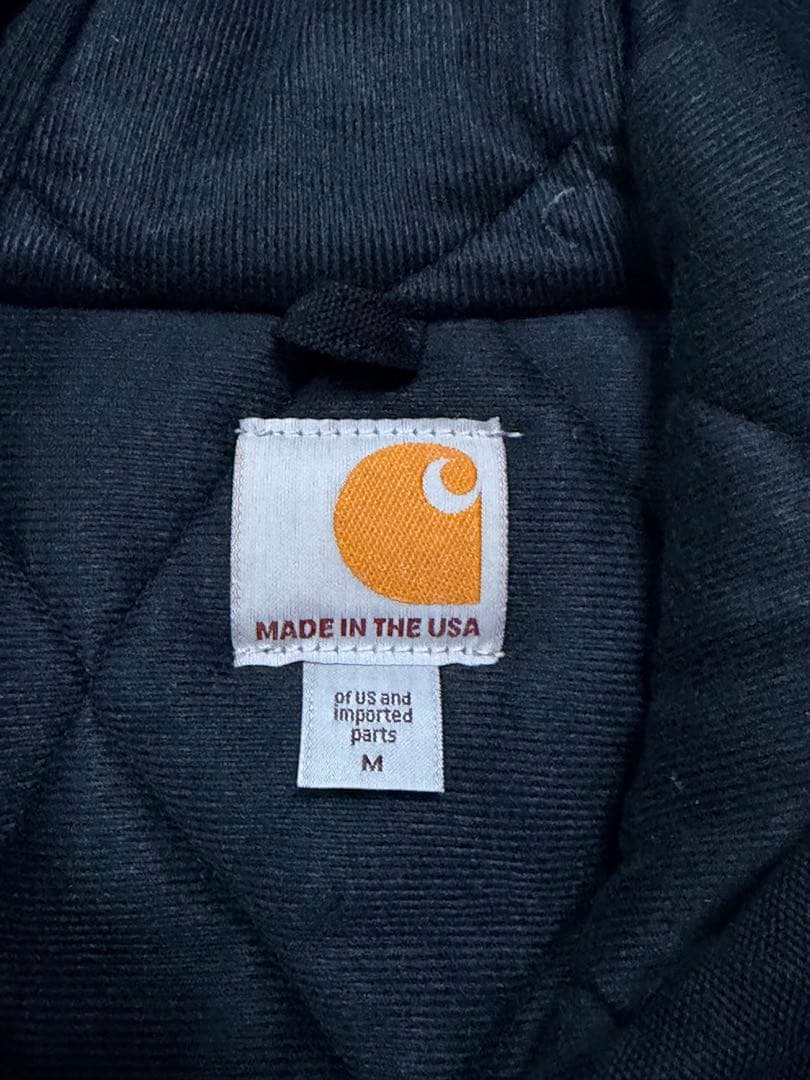 MADE IN THE USA
of US and
imported
parts
M